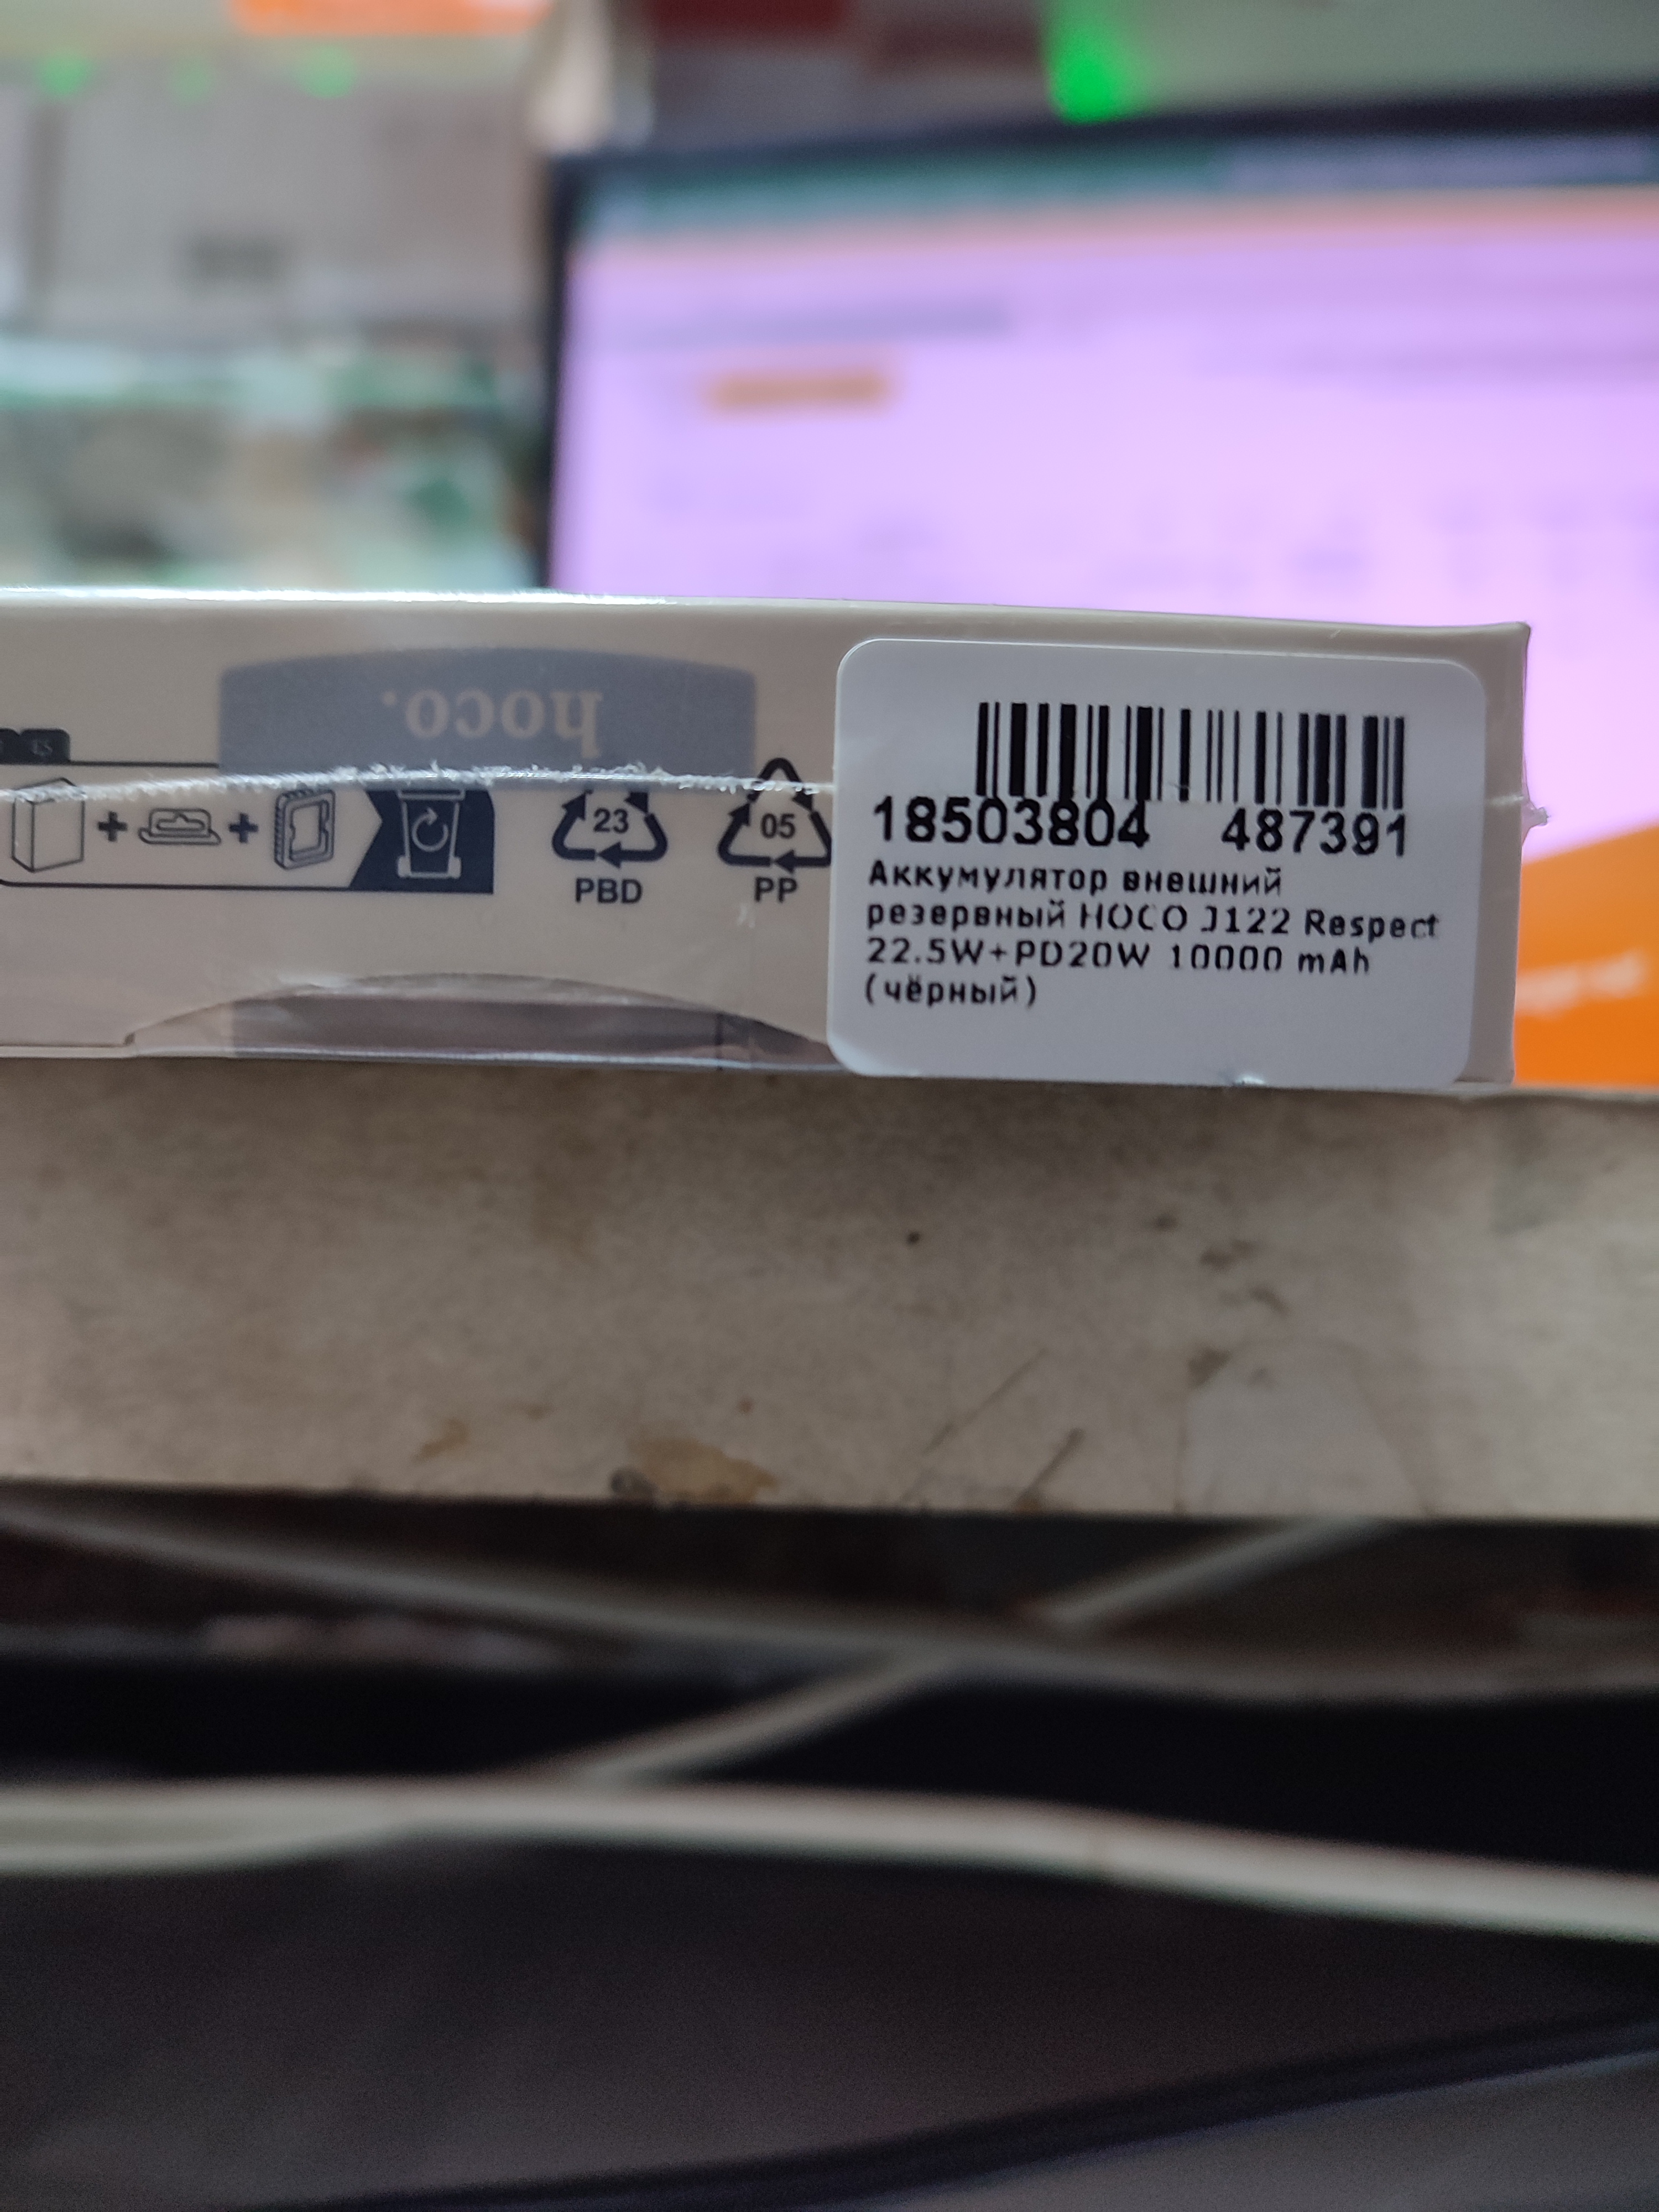 hoco.
23
PBD
05
PP
18503804 487391
Аккумулятор внешний
резервный HOCO J122 Respect
22.5W+PD20W 10000 mAh
(чёрный)